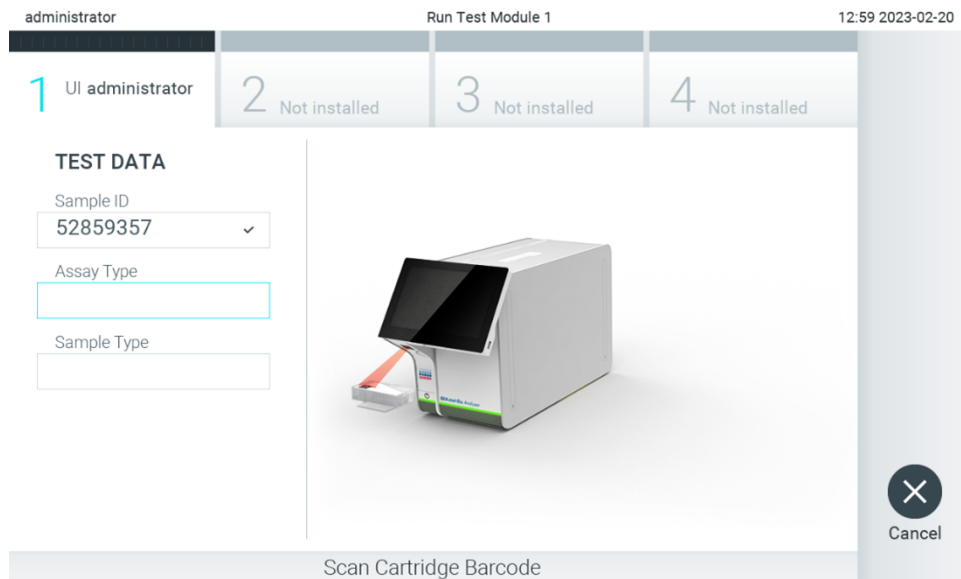 administrator
Run Test Module 1
12:59 2023-02-20
1 UI administrator
2 Not installed
3 Not installed
4 Not installed
TEST DATA
Sample ID
52859357
Assay Type
Sample Type
Cancel
Scan Cartridge Barcode